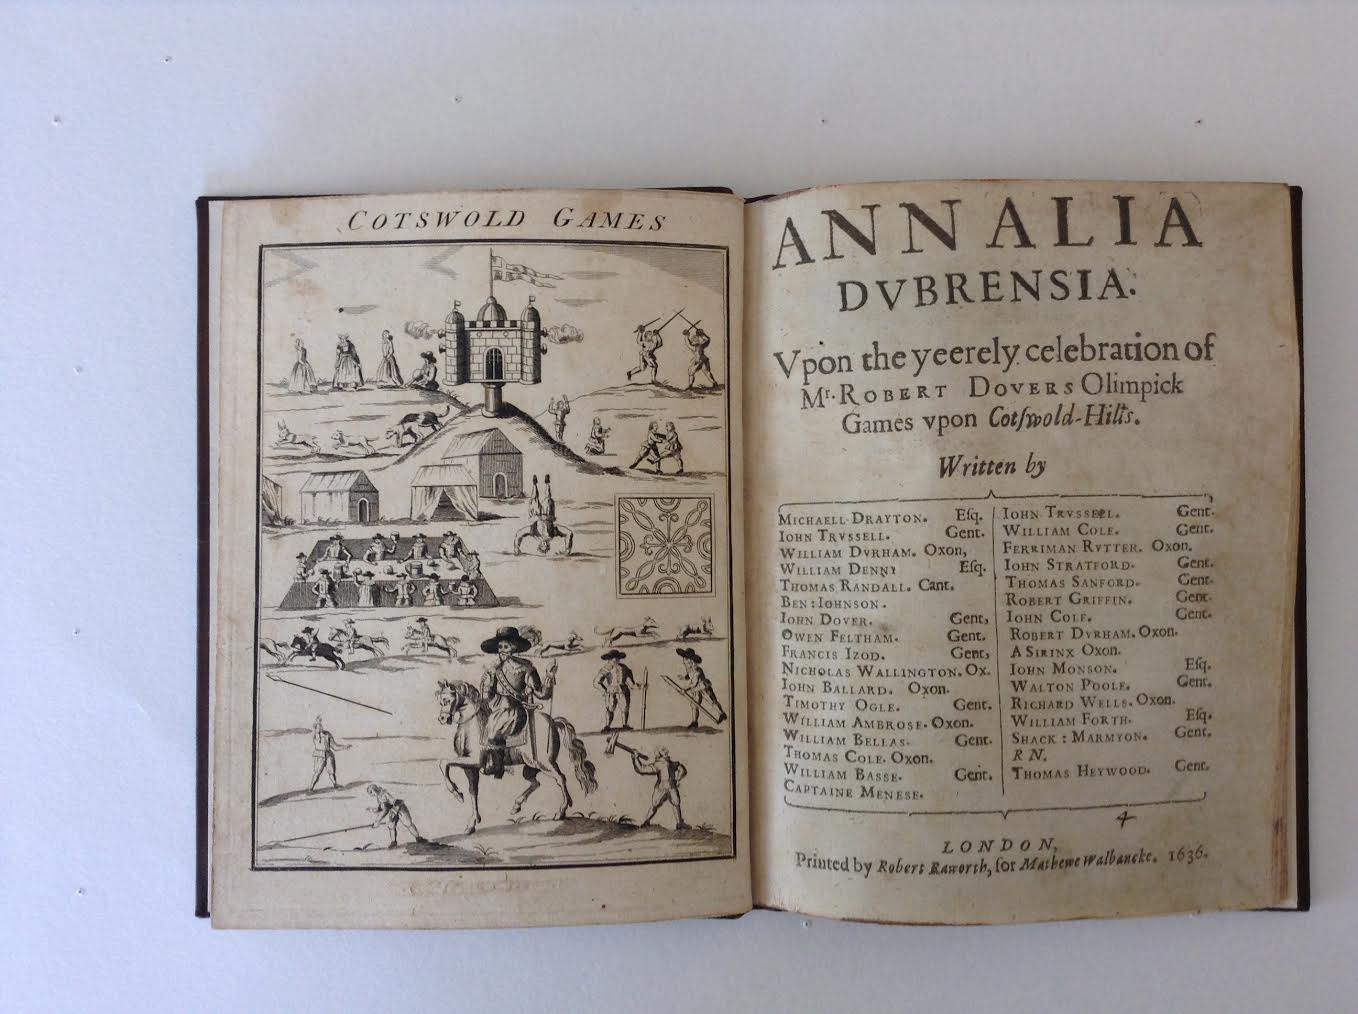 COTSWOLD GAMES
ANNALIA
DVBRENSIA.
Vpon the yeerely celebration of
Mr. ROBERT DOVERS Olimpick
Games vpon Cotſwold-Hills.
Written by
MICHAELL DRAYTON. Eſq.
IOHN TRVSSELL. Gent.
WILLIAM DVRHAM. Oxon,
WILLIAM DENNY Eſq.
THOMAS RANDALL. Cant.
BEN: IOHNSON.
IOHN DOVER. Gent,
OWEN FELTHAM. Gent.
FRANCIS IZOD. Gent,
NICHOLAS WALLINGTON. Ox.
IOHN BALLARD. Oxon.
TIMOTHY OGLE. Gent.
WILLIAM AMBROSE. Oxon.
WILLIAM BELLAS. Gent.
THOMAS COLE. Oxon.
WILLIAM BASSE. Gent.
CAPTAINE MENESE.
IOHN TRVSSELL. Gent.
WILLIAM COLE. Gent.
FERRIMAN RVTTER. Oxon.
IOHN STRATFORD. Gent.
THOMAS SANFORD. Gent.
ROBERT GRIFFIN. Gent.
IOHN COLE. Gent.
ROBERT DVRHAM. Oxon.
A SIRINX Oxon.
IOHN MONSON. Eſq.
WALTON POOLE. Gent.
RICHARD WELLS. Oxon.
WILLIAM FORTH. Eſq.
SHACK: MARMYON. Gent.
R N.
THOMAS HEYWOOD. Gent.
4
LONDON,
Printed by Robert Raworth, for Mathewe Walbancke. 1636.